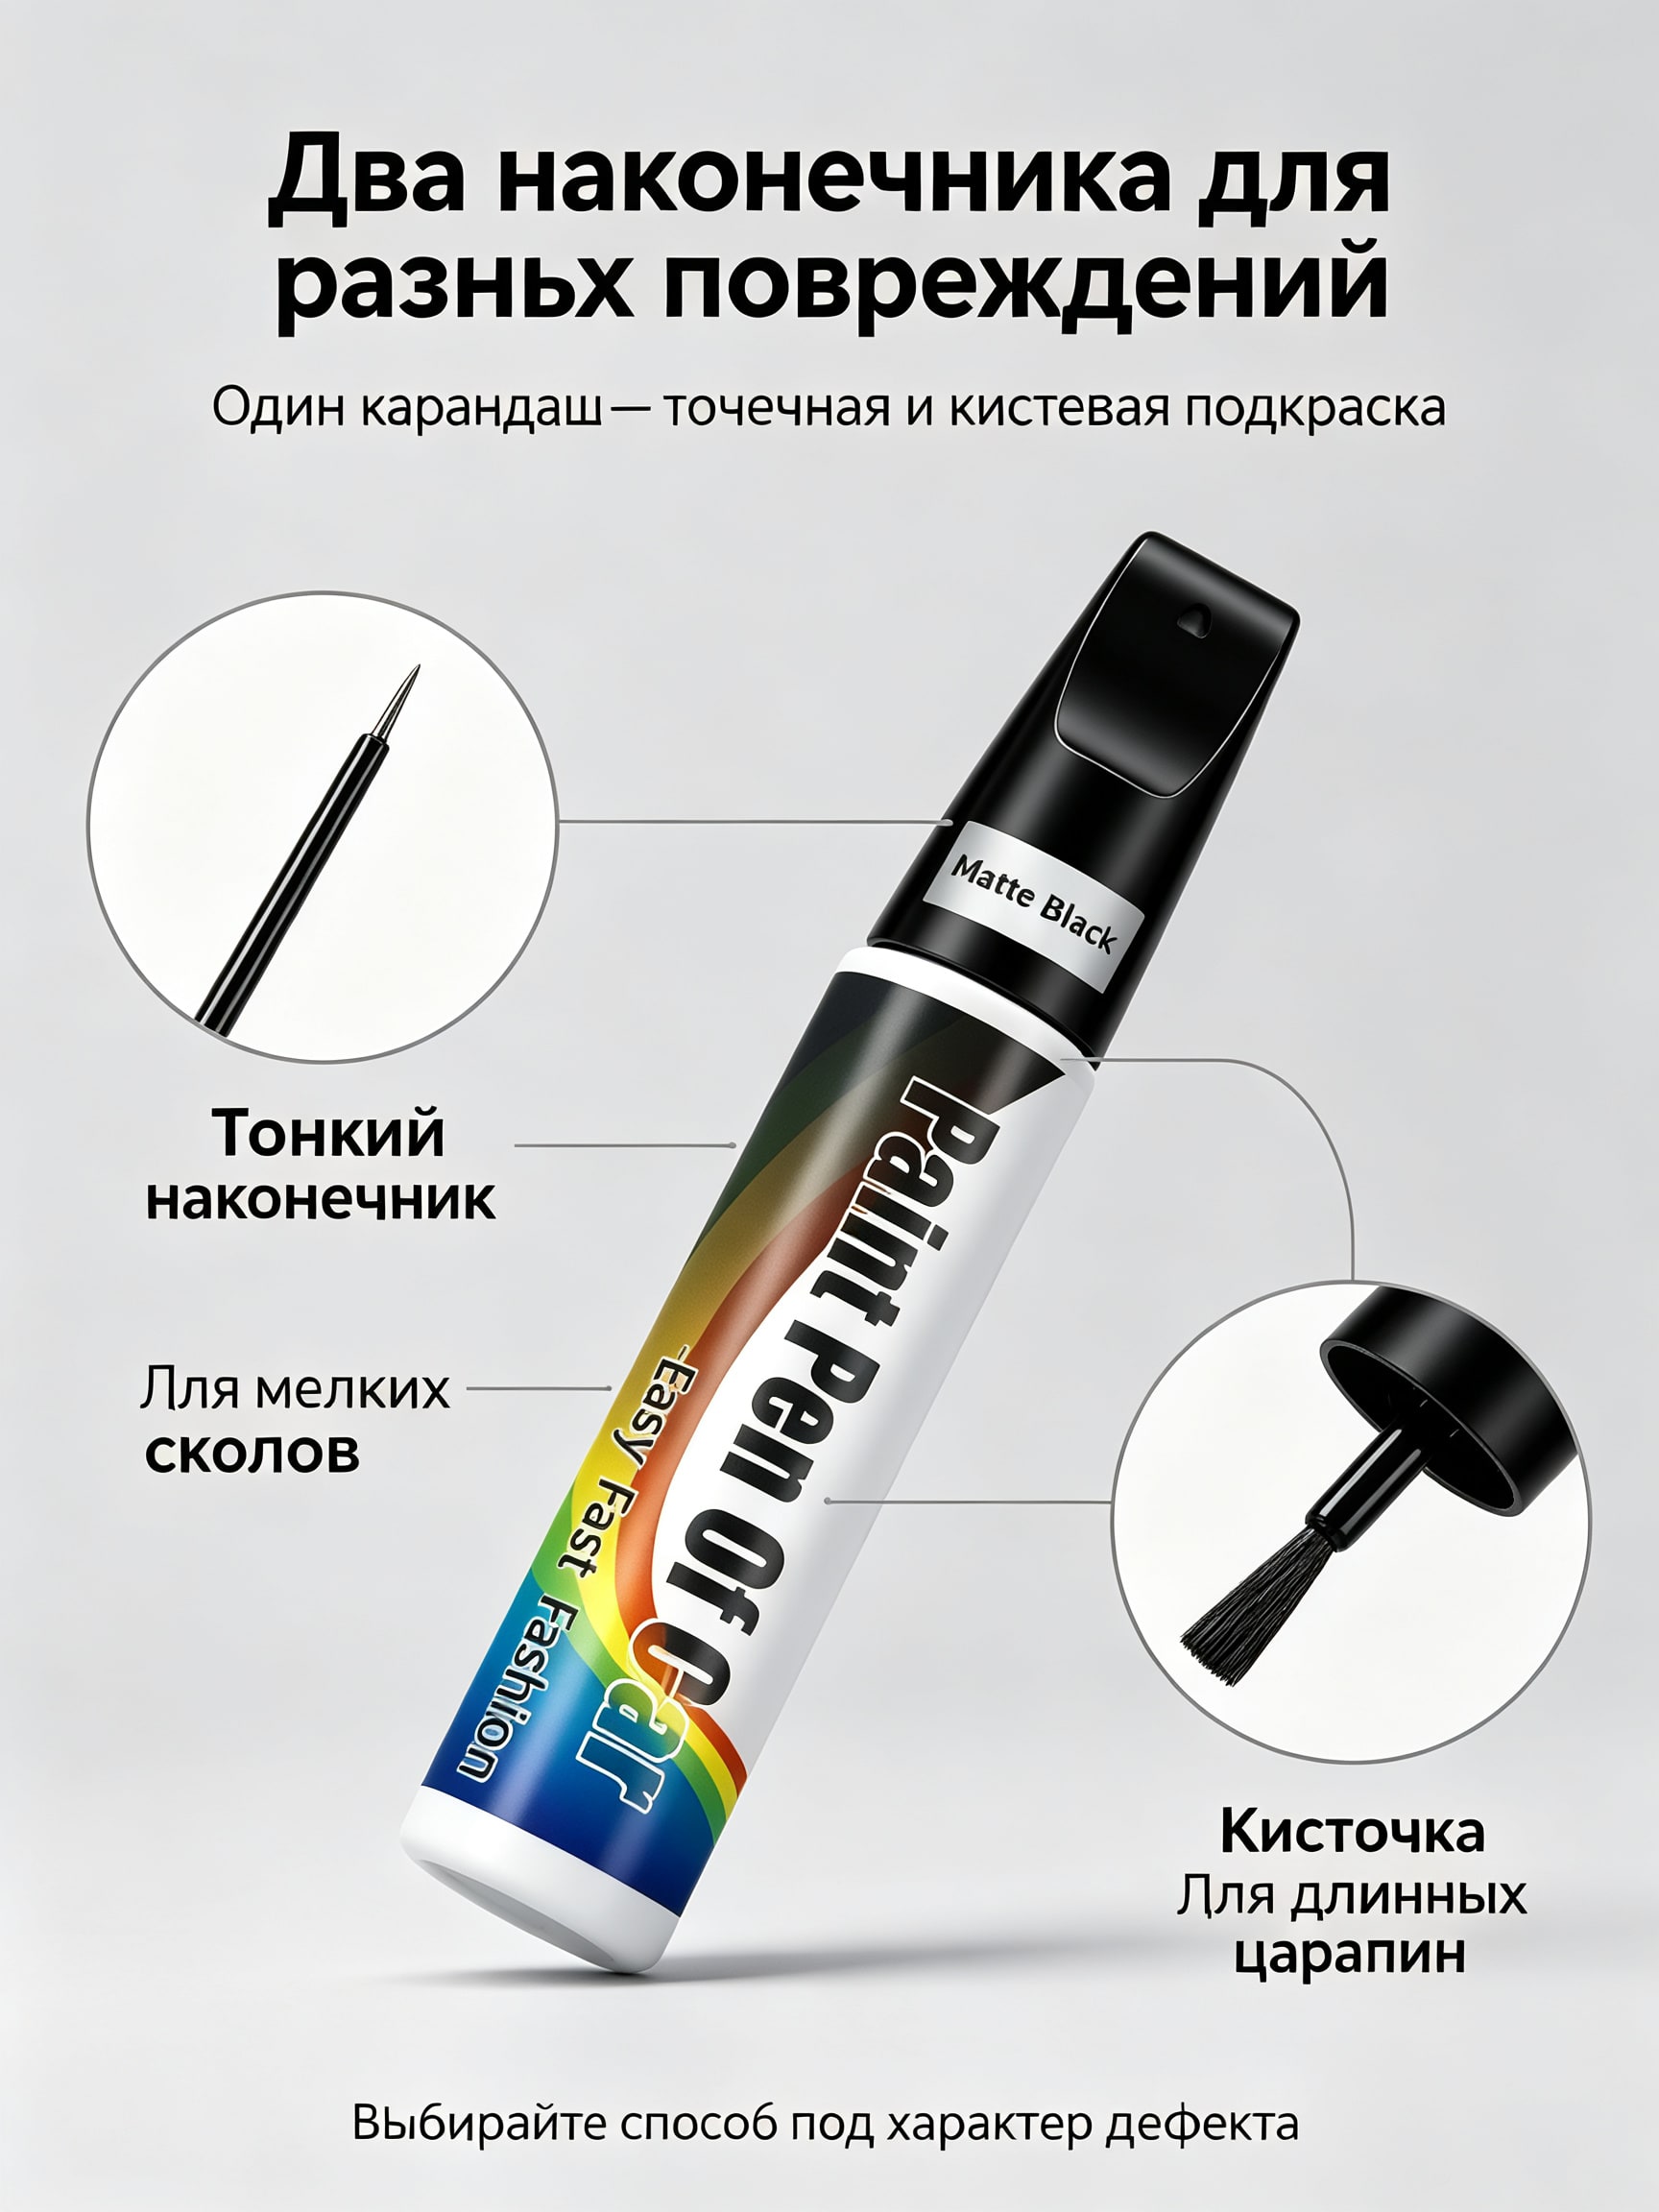 Два наконечника для
разньх повреждений
Один карандаш — точечная и кистевая подкраска
Matte Black
Paint Pen Of Car
Easy Fast Fashion
Тонкий
наконечник
Для мелких
сколов
Кисточка
Для длинных
царапин
Выбирайте способ под характер дефекта